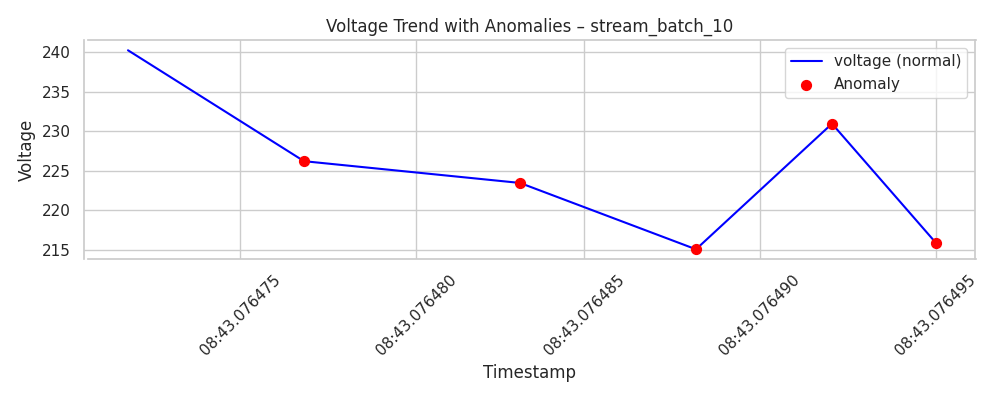 Voltage Trend with Anomalies – stream_batch_10
voltage (normal)
Anomaly
Voltage
240
235
230
225
220
215
08:43.076475
08:43.076480
08:43.076485
08:43.076490
08:43.076495
Timestamp